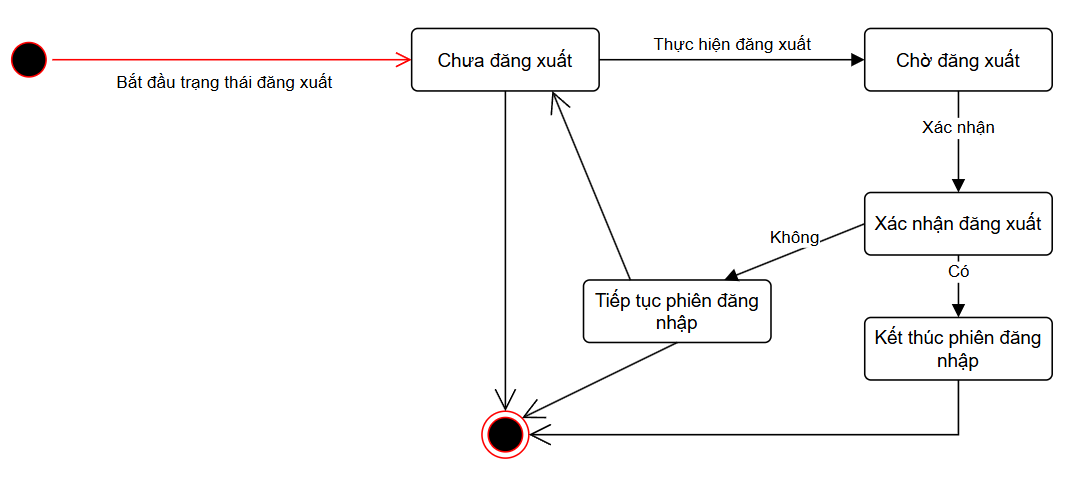 Bắt đầu trạng thái đăng xuất
Chưa đăng xuất
Thực hiện đăng xuất
Chờ đăng xuất
Xác nhận
Xác nhận đăng xuất
Không
Có
Tiếp tục phiên đăng
nhập
Kết thúc phiên đăng
nhập